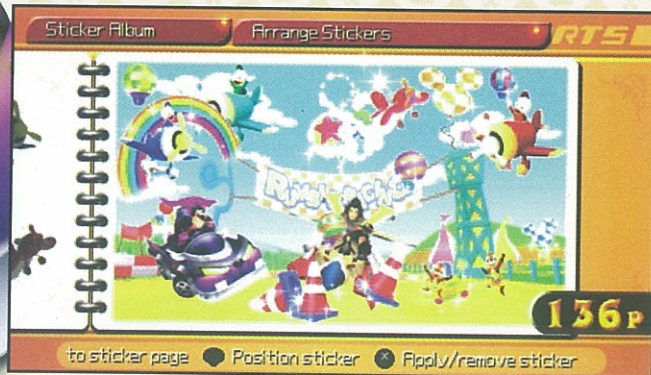 Sticker Album Arrange Stickers RTS
136P
to sticker page Position sticker Apply/remove sticker